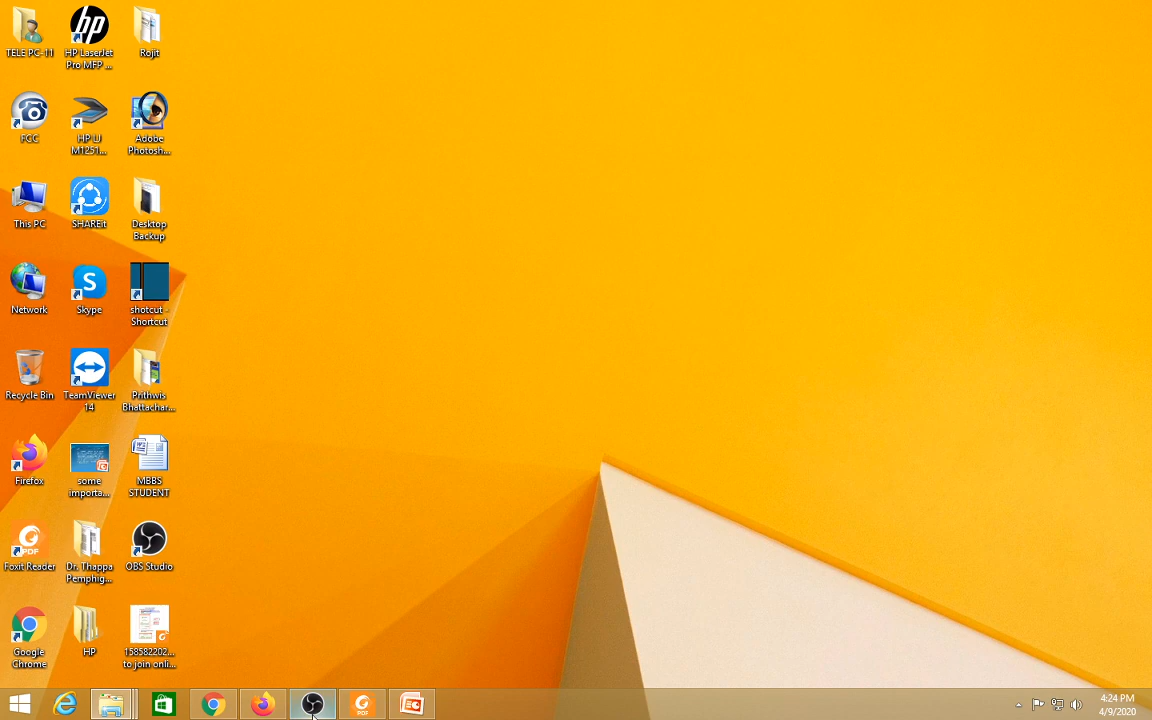 TELE PC-11
HP LaserJet
Pro MFP ...
Rojit
FCC
HP LJ
M1251...
Adobe
Photosh...
This PC
SHAREit
Desktop
Backup
Network
Skype
shotcut -
Shortcut
Recycle Bin
TeamViewer
14
Prithwis
Bhattachar...
Firefox
some
importa...
MBBS
STUDENT
Foxit Reader
Dr. Thappa
Pemphig...
OBS Studio
Google
Chrome
HP
158582202...
to join onli...
4:24 PM
4/9/2020